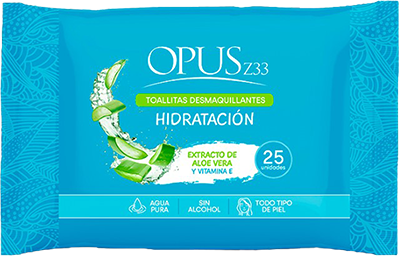 OPUS Z33
TOALLITAS DESMAQUILLANTES
HIDRATACIÓN
EXTRACTO DE
ALOE VERA
Y VITAMINA E
25
unidades
AGUA
PURA
SIN
ALCOHOL
TODO TIPO
DE PIEL